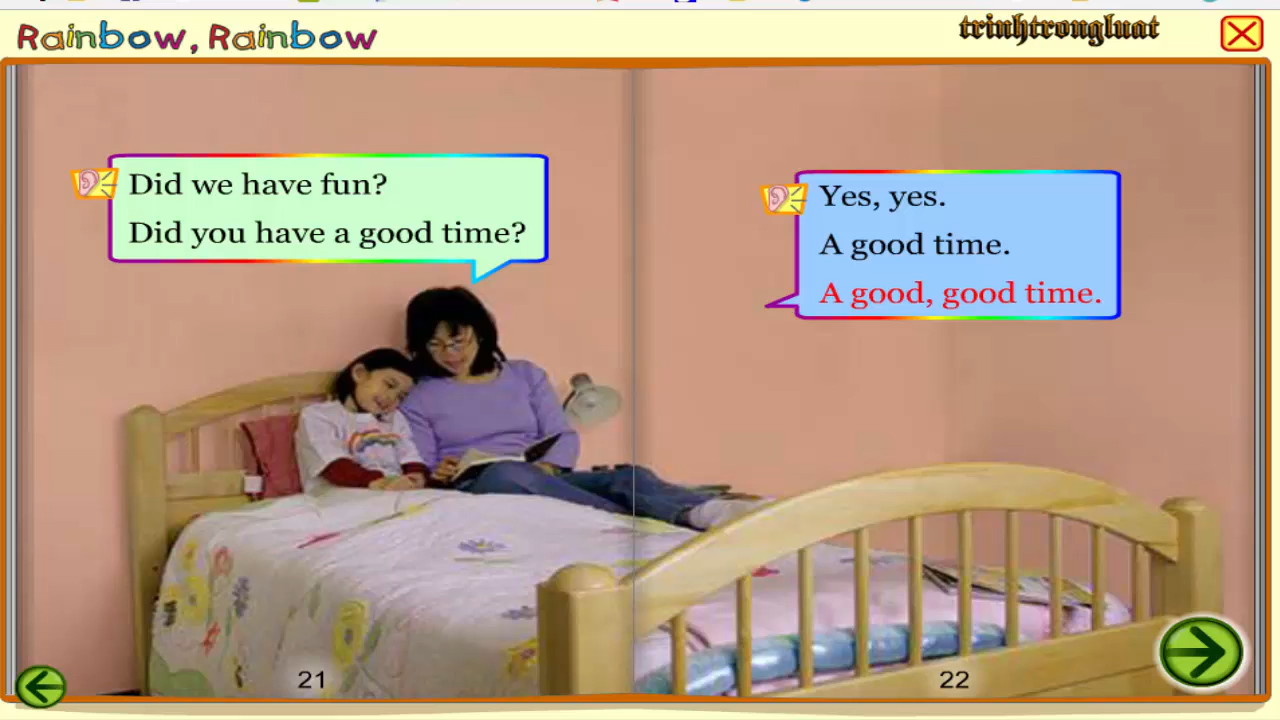 Rainbow, Rainbow
trinhtrongluat
Did we have fun?
Did you have a good time?
Yes, yes.
A good time.
A good, good time.
21
22